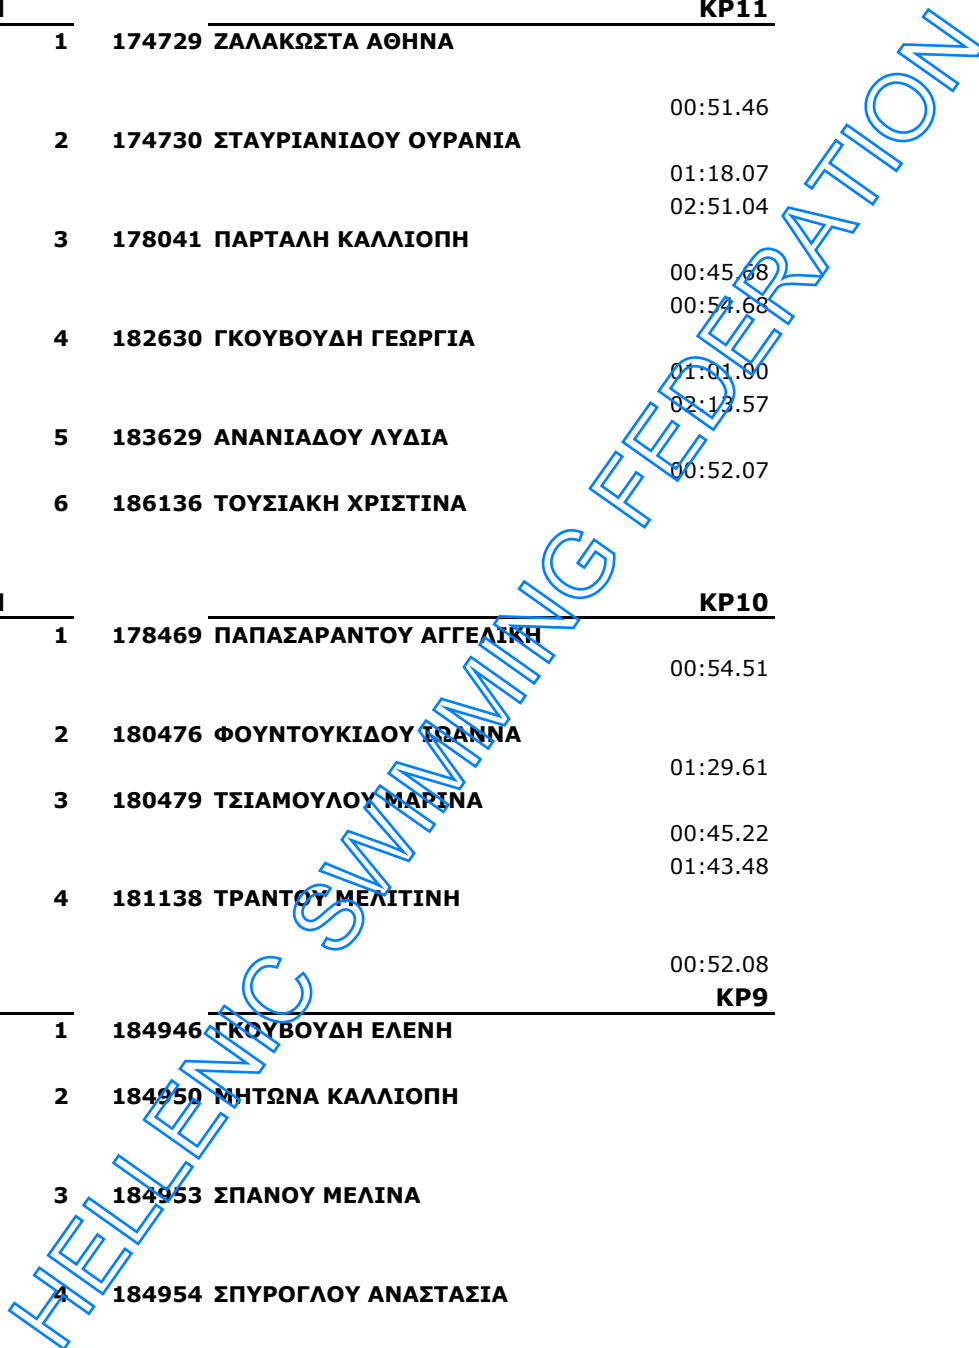 KP11
1 174729 ΖΑΛΑΚΩΣΤΑ ΑΘΗΝΑ
00:51.46
2 174730 ΣΤΑΥΡΙΑΝΙΔΟΥ ΟΥΡΑΝΙΑ
01:18.07
02:51.04
3 178041 ΠΑΡΤΑΛΗ ΚΑΛΛΙΟΠΗ
00:45.68
00:54.68
4 182630 ΓΚΟΥΒΟΥΔΗ ΓΕΩΡΓΙΑ
01:01.00
02:13.57
5 183629 ΑΝΑΝΙΑΔΟΥ ΛΥΔΙΑ
00:52.07
6 186136 ΤΟΥΣΙΑΚΗ ΧΡΙΣΤΙΝΑ
KP10
1 178469 ΠΑΠΑΣΑΡΑΝΤΟΥ ΑΓΓΕΛΙΚΗ
00:54.51
2 180476 ΦΟΥΝΤΟΥΚΙΔΟΥ ΙΩΑΝΝΑ
01:29.61
3 180479 ΤΣΙΑΜΟΥΛΟΥ ΜΑΡΙΝΑ
00:45.22
01:43.48
4 181138 ΤΡΑΝΤΟΥ ΜΕΛΙΤΙΝΗ
00:52.08
KP9
1 184946 ΓΚΟΥΒΟΥΔΗ ΕΛΕΝΗ
2 184950 ΜΗΤΩΝΑ ΚΑΛΛΙΟΠΗ
3 184953 ΣΠΑΝΟΥ ΜΕΛΙΝΑ
4 184954 ΣΠΥΡΟΓΛΟΥ ΑΝΑΣΤΑΣΙΑ
HELLENIC SWIMMING FEDERATION